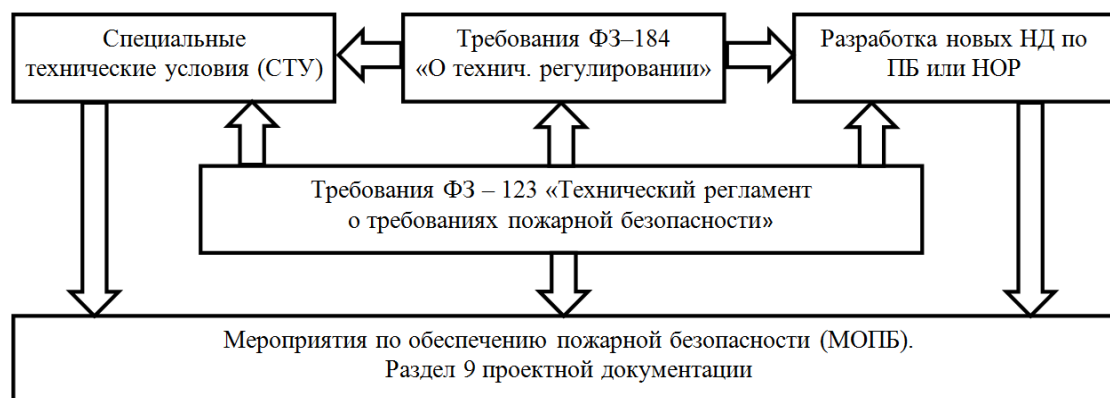 Специальные
технические условия (СТУ)
Требования ФЗ–184
«О технич. регулировании»
Разработка новых НД по
ПБ или НОР
Требования ФЗ – 123 «Технический регламент
о требованиях пожарной безопасности»
Мероприятия по обеспечению пожарной безопасности (МОПБ).
Раздел 9 проектной документации